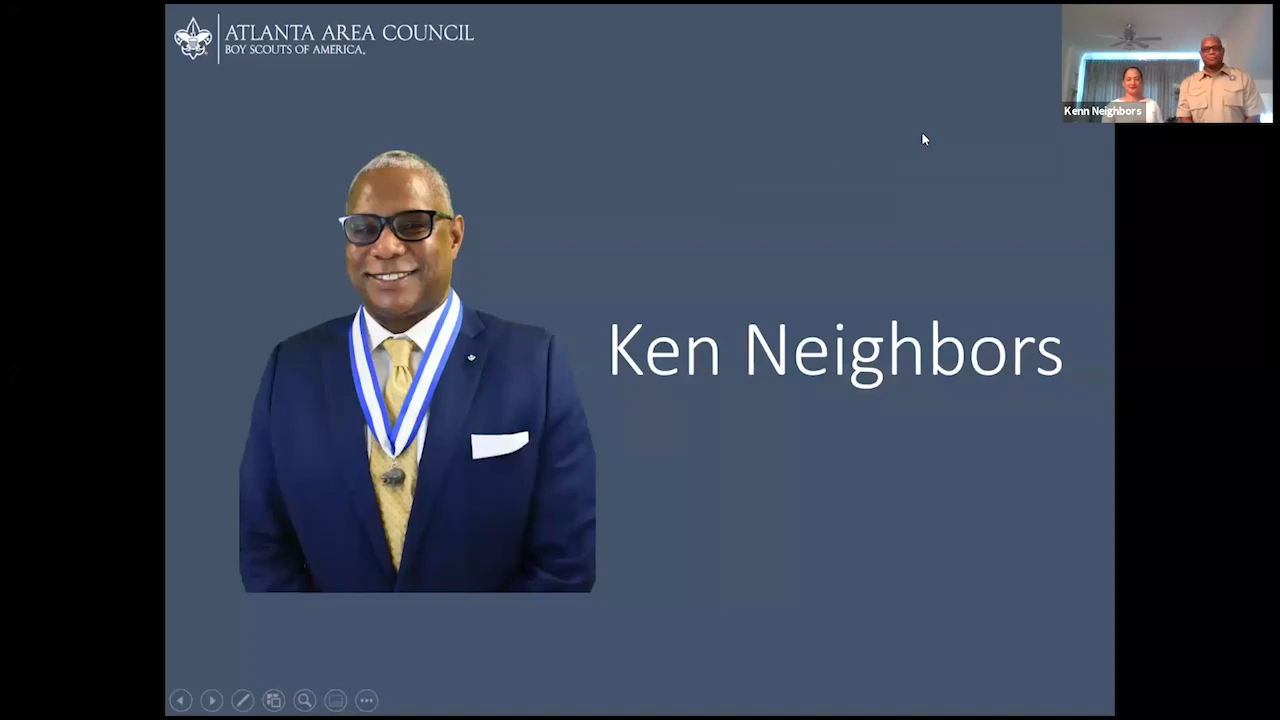 ATLANTA AREA COUNCIL
BOY SCOUTS OF AMERICA
Kenn Neighbors
Ken Neighbors